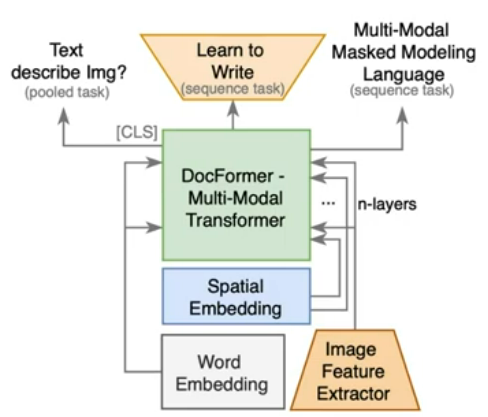 Text
describe Img?
(pooled task)
Learn to
Write
(sequence task)
Multi-Modal
Masked Modeling
Language
(sequence task)
[CLS]
DocFormer -
Multi-Modal
Transformer
...
n-layers
Spatial
Embedding
Word
Embedding
Image
Feature
Extractor